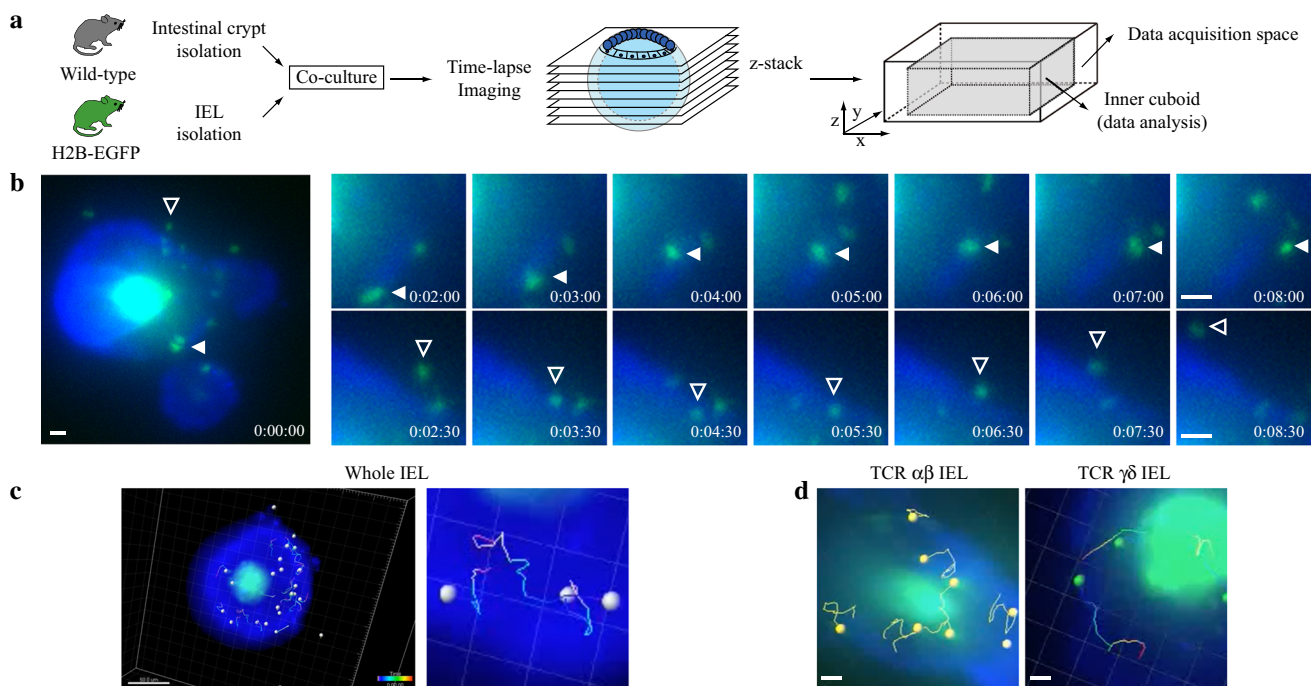 a
Wild-type
H2B-EGFP
Intestinal crypt
isolation
IEL
isolation
Co-culture
Time-lapse
Imaging
z-stack
z
y
x
Data acquisition space
Inner cuboid
(data analysis)
b
0:00:00
0:02:00
0:03:00
0:04:00
0:05:00
0:06:00
0:07:00
0:08:00
0:02:30
0:03:30
0:04:30
0:05:30
0:06:30
0:07:30
0:08:30
c
Whole IEL
d
TCR αβ IEL
TCR γδ IEL